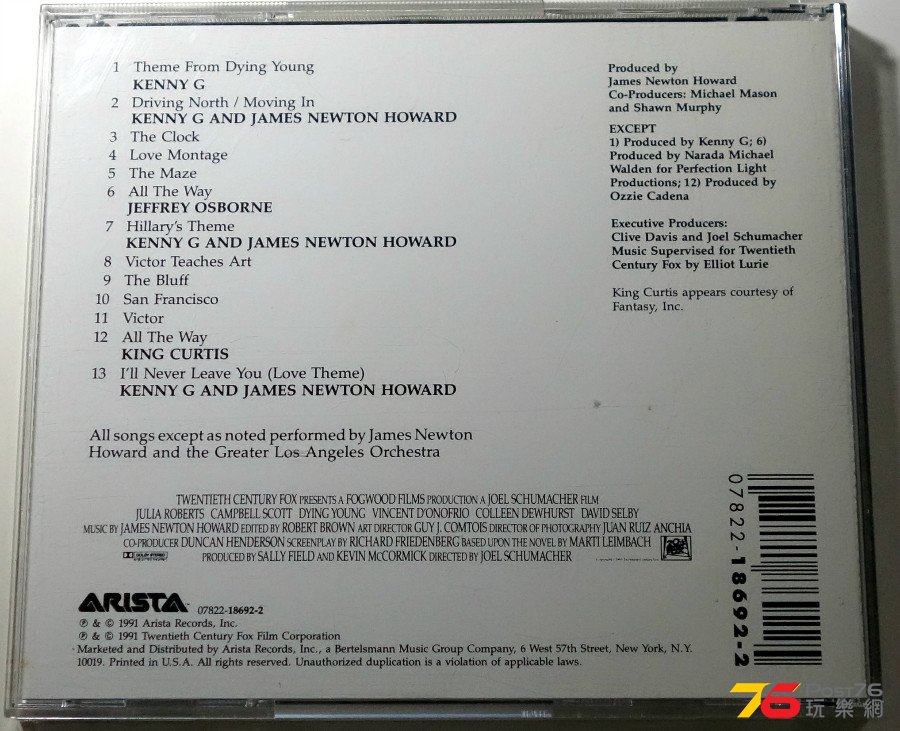 1 Theme From Dying Young
KENNY G
2 Driving North / Moving In
KENNY G AND JAMES NEWTON HOWARD
3 The Clock
4 Love Montage
5 The Maze
6 All The Way
JEFFREY OSBORNE
7 Hillary's Theme
KENNY G AND JAMES NEWTON HOWARD
8 Victor Teaches Art
9 The Bluff
10 San Francisco
11 Victor
12 All The Way
KING CURTIS
13 I'll Never Leave You (Love Theme)
KENNY G AND JAMES NEWTON HOWARD
All songs except as noted performed by James Newton
Howard and the Greater Los Angeles Orchestra
Produced by
James Newton Howard
Co-Producers: Michael Mason
and Shawn Murphy
EXCEPT
1) Produced by Kenny G; 6)
Produced by Narada Michael
Walden for Perfection Light
Productions; 12) Produced by
Ozzie Cadena
Executive Producers:
Clive Davis and Joel Schumacher
Music Supervised for Twentieth
Century Fox by Elliot Lurie
King Curtis appears courtesy of
Fantasy, Inc.
TWENTIETH CENTURY FOX PRESENTS A FOGWOOD FILMS PRODUCTION A JOEL SCHUMACHER FILM
JULIA ROBERTS CAMPBELL SCOTT DYING YOUNG VINCENT D'ONOFRIO COLLEEN DEWHURST DAVID SELBY
MUSIC BY JAMES NEWTON HOWARD EDITED BY ROBERT BROWN ART DIRECTOR GUY J. COMTOIS DIRECTOR OF PHOTOGRAPHY JUAN RUIZ ANCHIA
CO-PRODUCER DUNCAN HENDERSON SCREENPLAY BY RICHARD FRIEDENBERG BASED UPON THE NOVEL BY MARTI LEIMBACH
DOLBY STEREO
PRODUCED BY SALLY FIELD AND KEVIN McCORMICK DIRECTED BY JOEL SCHUMACHER
07822-18692-2
ARISTA 07822-18692-2
℗ & © 1991 Arista Records, Inc.
℗ & © 1991 Twentieth Century Fox Film Corporation
Marketed and Distributed by Arista Records, Inc., a Bertelsmann Music Group Company, 6 West 57th Street, New York, N.Y.
10019. Printed in U.S.A. All rights reserved. Unauthorized duplication is a violation of applicable laws.
76
玩樂網